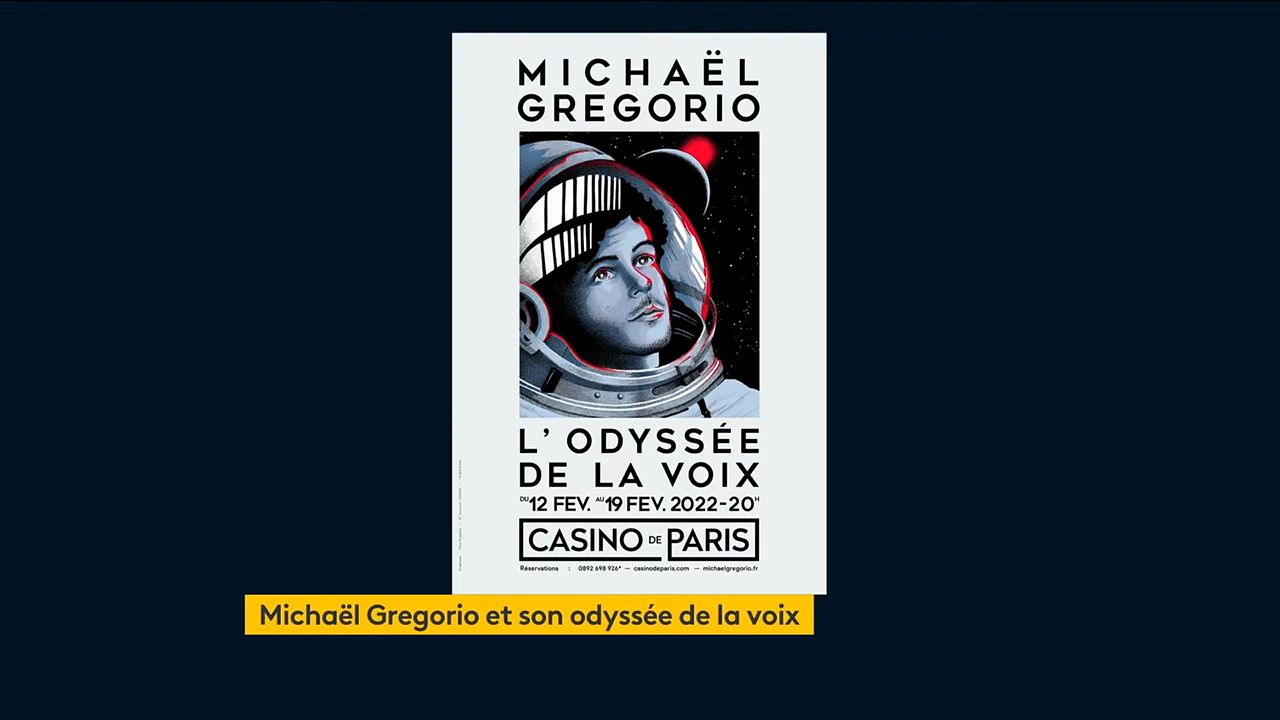 MICHAËL
GREGORIO
L' ODYSSÉE
DE LA VOIX
DU 12 FEV. AU 19 FEV. 2022-20H
CASINO DE PARIS
Réservations : 0892 698 926* — casinodeparis.com — michaelgregorio.fr
Michaël Gregorio et son odyssée de la voix